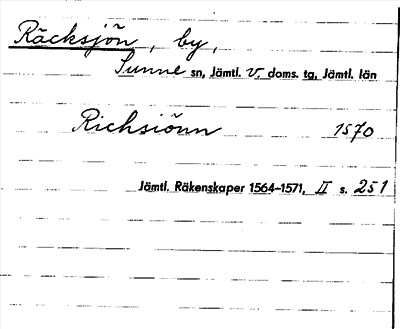 Räcksjön, by,
Sunne sn, Jämtl. v. doms. tg, Jämtl. län
Richsiönn 1570
Jämtl. Räkenskaper 1564-1571, II s. 251